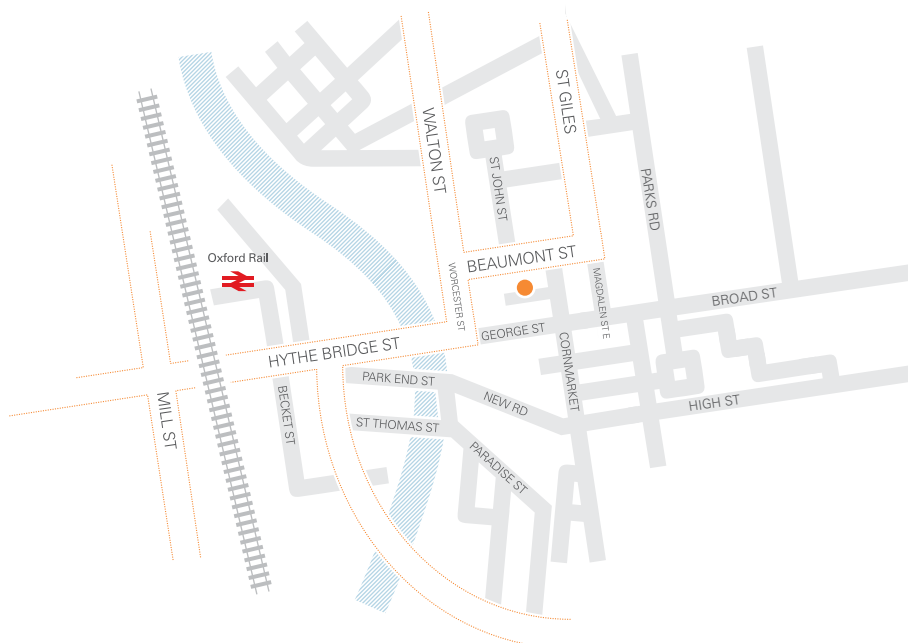 ST GILES
WALTON ST
ST JOHN ST
PARKS RD
Oxford Rail
BEAUMONT ST
WORCESTER ST
MAGDALEN ST E
BROAD ST
GEORGE ST
HYTHE BRIDGE ST
CORNMARKET
PARK END ST
NEW RD
HIGH ST
MILL ST
BECKET ST
ST THOMAS ST
PARADISE ST